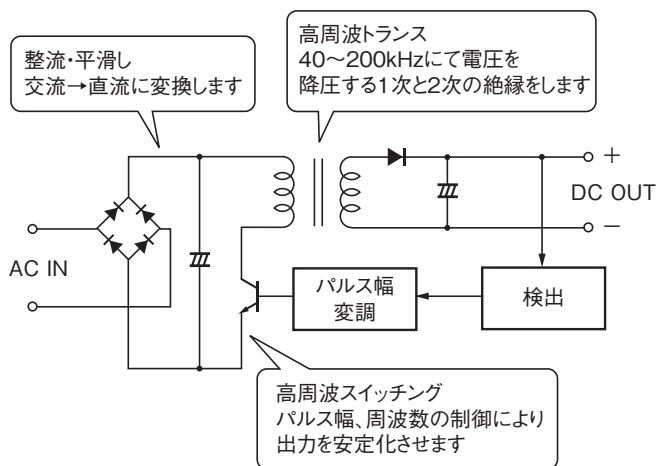 整流・平滑し
交流→直流に変換します
高周波トランス
40～200kHzにて電圧を
降圧する1次と2次の絶縁をします
+
DC OUT
−
AC IN
パルス幅
変調
検出
高周波スイッチング
パルス幅、周波数の制御により
出力を安定化させます